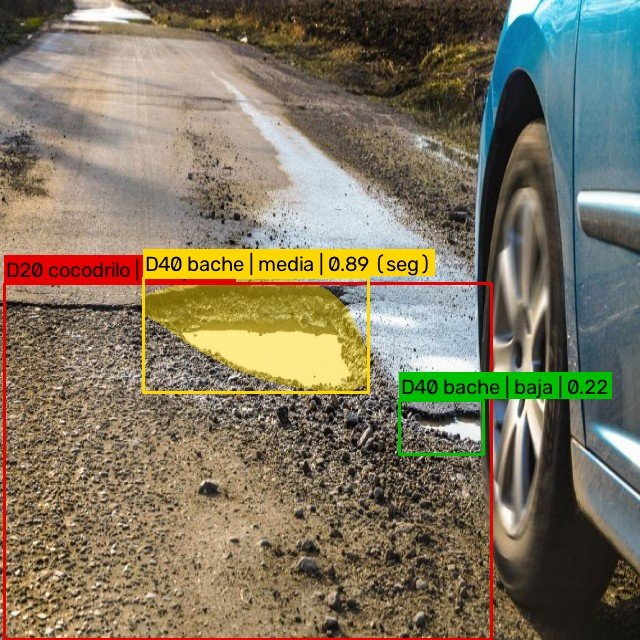 D20 cocodrilo |
D40 bache | media | 0.89 (seg)
D40 bache | baja | 0.22